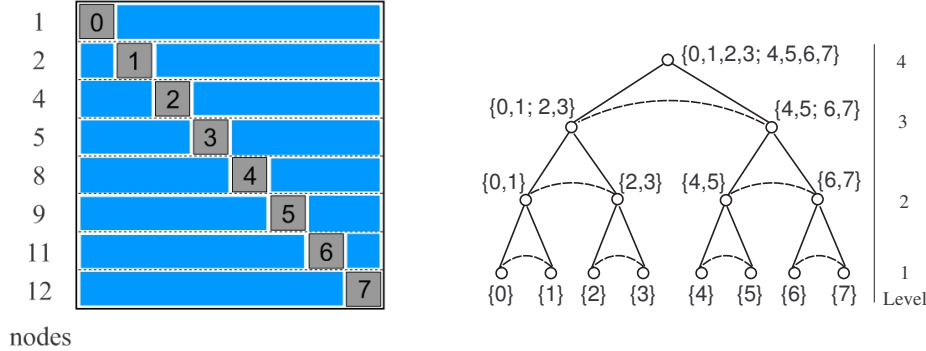 1 0
2 1
4 2
5 3
8 4
9 5
11 6
12 7
nodes
{0,1,2,3; 4,5,6,7} 4
{0,1; 2,3} {4,5; 6,7} 3
{0,1} {2,3} {4,5} {6,7} 2
1
{0} {1} {2} {3} {4} {5} {6} {7} Level